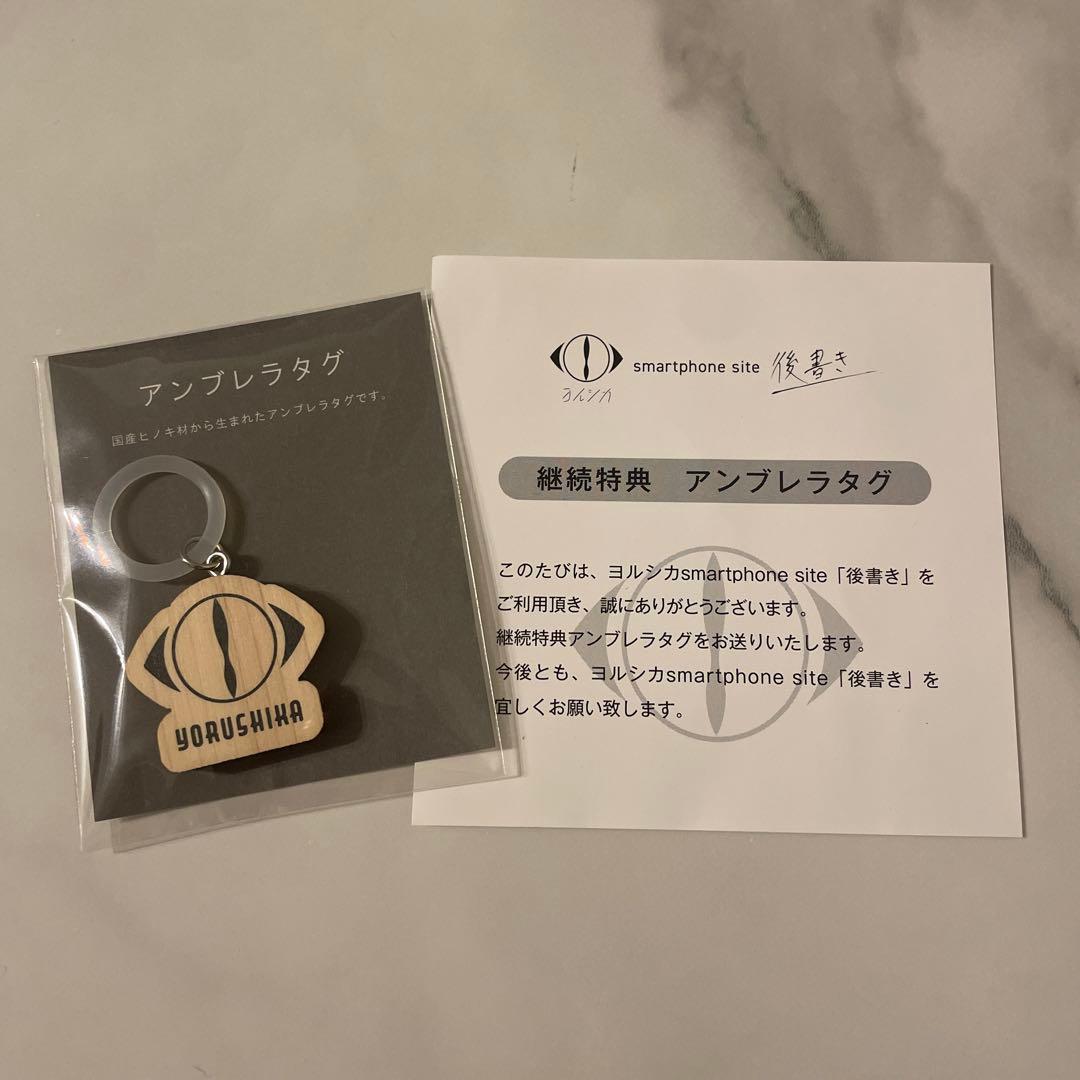 アンブレラタグ
国産ヒノキ材から生まれたアンブレラタグです。
YORUSHIKA
ヨルシカ
smartphone site 後書き
継続特典 アンブレラタグ
このたびは、ヨルシカsmartphone site「後書き」を
ご利用頂き、誠にありがとうございます。
継続特典アンブレラタグをお送りいたします。
今後とも、ヨルシカsmartphone site「後書き」を
宜しくお願い致します。